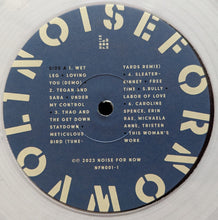 NOISE FOR NOW VOL 1
SIDE A 1. WET
LEG - LOVING
YOU (DEMO)
2. TEGAN AND
SARA - UNDER
MY CONTROL
3. THAO AND
THE GET DOWN
STAYDOWN
METICULOUS
BIRD (TUNE-
YARDS REMIX)
4. SLEATER-
KINNEY - FREE
TIME 5. BULLY -
LABOR OF LOVE
6. CAROLINE
SPENCE, ERIN
RAE, MICHAELA
ANNE, TRISTEN
THIS WOMAN'S
WORK
©© 2023 NOISE FOR NOW
NFN001-1